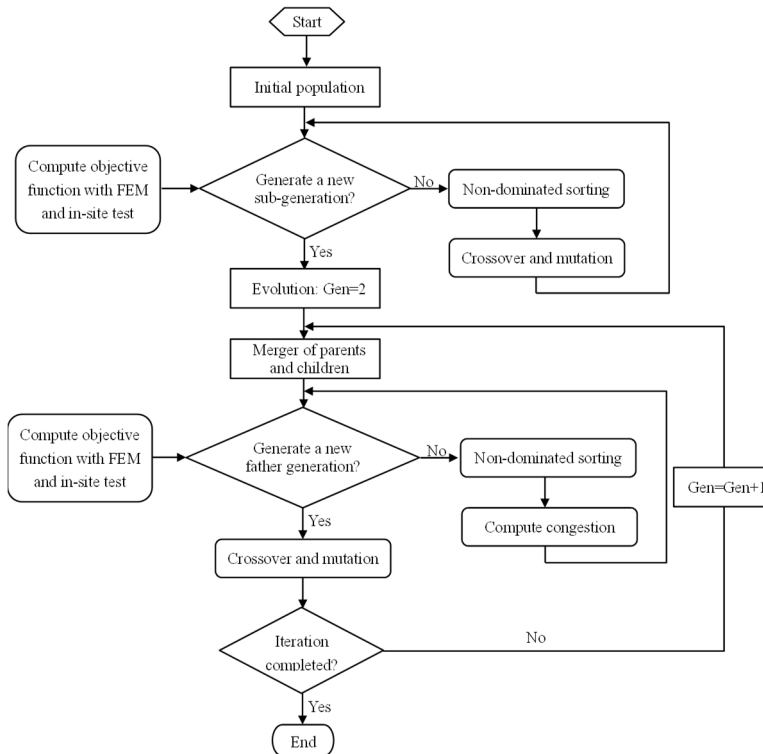 Start
Initial population
Compute objective
function with FEM
and in-site test
Generate a new
sub-generation?
No
Non-dominated sorting
Crossover and mutation
Yes
Evolution: Gen=2
Merger of parents
and children
Compute objective
function with FEM
and in-site test
Generate a new
father generation?
No
Non-dominated sorting
Compute congestion
Gen=Gen+1
Yes
Crossover and mutation
Iteration
completed?
No
Yes
End